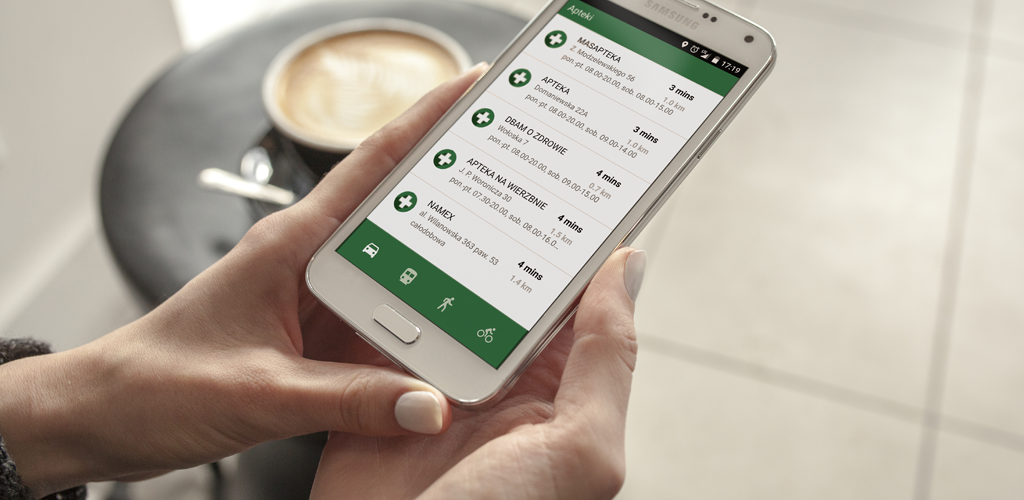 SAMSUNG
17:19
Apteki
MASAPTEKA
3 mins
Z. Modzelewskiego 56
1.0 km
pon.-pt. 08.00-20.00, sob. 08.00-15.00
APTEKA
3 mins
Domaniewska 22A
1.0 km
pon.-pt. 08.00-20.00, sob. 09.00-14.00
DBAM O ZDROWIE
4 mins
Wołoska 7
0.7 km
pon.-pt. 08.00-20.00, sob. 09.00-15.00
APTEKA NA WIERZBNIE
4 mins
J. P. Woronicza 30
1.5 km
pon.-pt. 07.30-20.00, sob. 08.00-16.0...
NAMEX
4 mins
al. Wilanowska 363 paw. 53
1.4 km
całodobowa